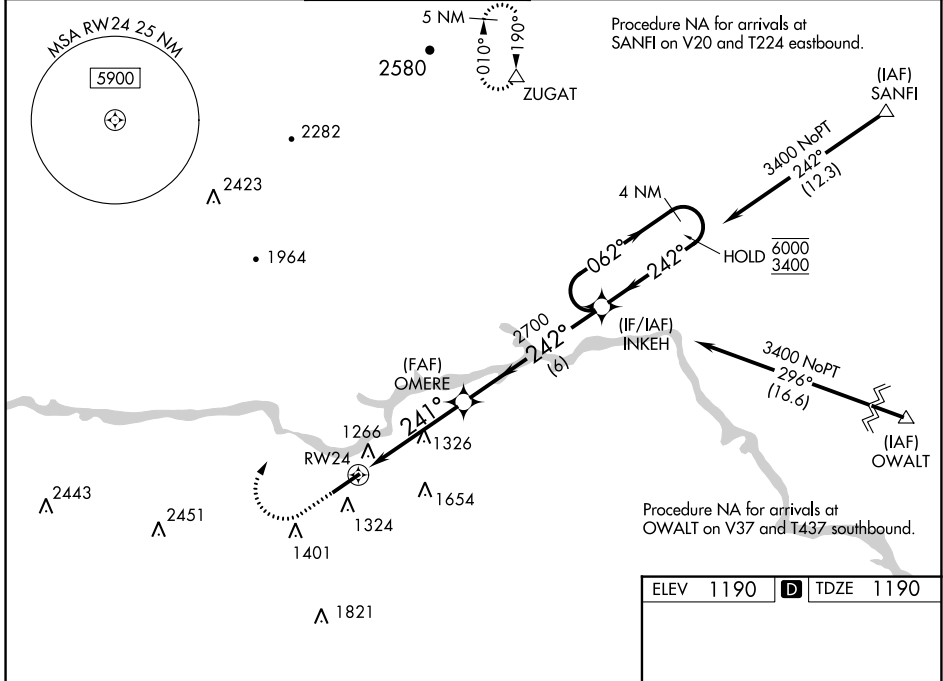 MSA RW24 25 NM
5900
5 NM
010°
190°
ZUGAT
2580
2282
2423
1964
Procedure NA for arrivals at
SANFI on V20 and T224 eastbound.
(IAF)
SANFI
3400 NoPT
242°
(12.3)
4 NM
062°
242°
HOLD 6000
3400
(IF/IAF)
INKEH
2700
242°
(6)
3400 NoPT
296°
(16.6)
(IAF)
OWALT
(FAF)
OMERE
241°
1266
1326
RW24
1654
1324
1401
2443
2451
1821
Procedure NA for arrivals at
OWALT on V37 and T437 southbound.
ELEV 1190 D TDZE 1190